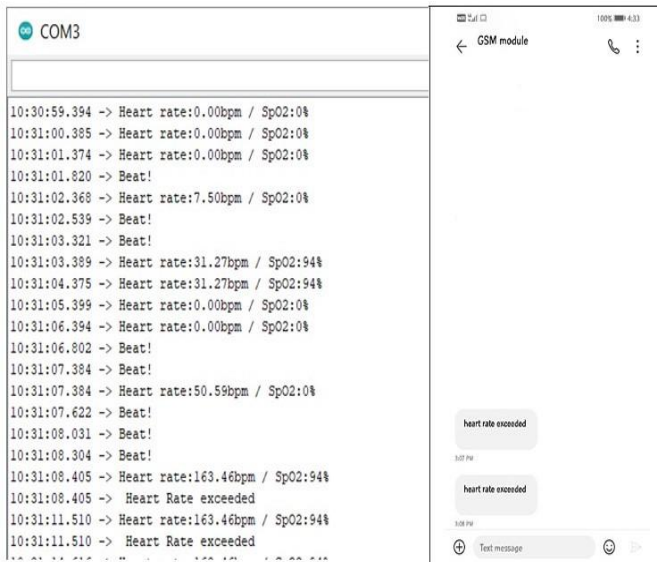 COM3
10:30:59.394 -> Heart rate:0.00bpm / SpO2:0%
10:31:00.385 -> Heart rate:0.00bpm / SpO2:0%
10:31:01.374 -> Heart rate:0.00bpm / SpO2:0%
10:31:01.820 -> Beat!
10:31:02.368 -> Heart rate:7.50bpm / SpO2:0%
10:31:02.539 -> Beat!
10:31:03.321 -> Beat!
10:31:03.389 -> Heart rate:31.27bpm / SpO2:94%
10:31:04.375 -> Heart rate:31.27bpm / SpO2:94%
10:31:05.399 -> Heart rate:0.00bpm / SpO2:0%
10:31:06.394 -> Heart rate:0.00bpm / SpO2:0%
10:31:06.802 -> Beat!
10:31:07.384 -> Beat!
10:31:07.384 -> Heart rate:50.59bpm / SpO2:0%
10:31:07.622 -> Beat!
10:31:08.031 -> Beat!
10:31:08.304 -> Beat!
10:31:08.405 -> Heart rate:163.46bpm / SpO2:94%
10:31:08.405 ->  Heart Rate exceeded
10:31:11.510 -> Heart rate:163.46bpm / SpO2:94%
10:31:11.510 ->  Heart Rate exceeded
100% 4:33
GSM module
heart rate exceeded
3:07 PM
heart rate exceeded
3:08 PM
Text message